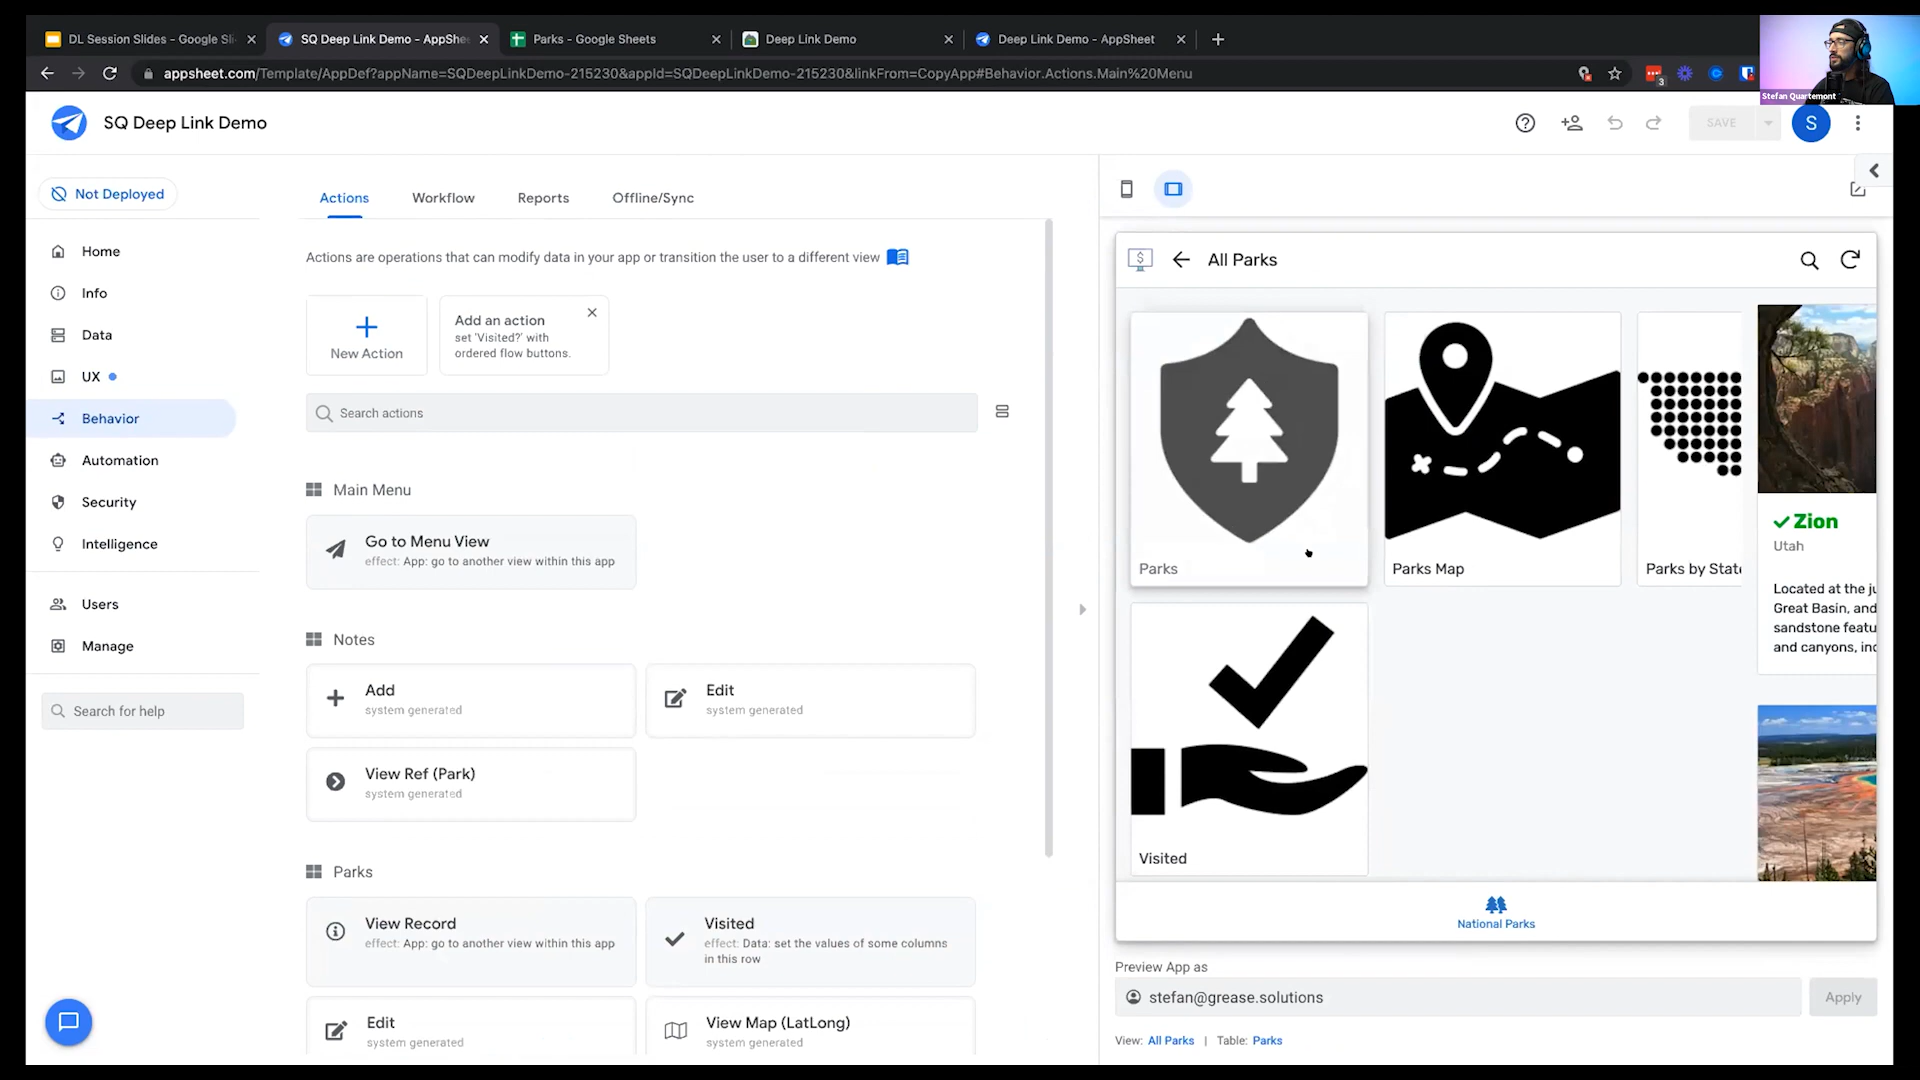 DL Session Slides - Google Sli
SQ Deep Link Demo - AppShe
Parks - Google Sheets
Deep Link Demo
Deep Link Demo - AppSheet
appsheet.com/Template/AppDef?appName=SQDeepLinkDemo-215230&appId=SQDeepLinkDemo-215230&linkFrom=CopyApp#Behavior.Actions.Main%20Menu
3
Stefan Quartemont
SQ Deep Link Demo
SAVE
S
Not Deployed
Home
Info
Data
UX
Behavior
Automation
Security
Intelligence
Users
Manage
Search for help
Actions
Workflow
Reports
Offline/Sync
Actions are operations that can modify data in your app or transition the user to a different view
New Action
Add an action
set 'Visited?' with
ordered flow buttons.
Search actions
Main Menu
Go to Menu View
effect: App: go to another view within this app
Notes
Add
system generated
Edit
system generated
View Ref (Park)
system generated
Parks
View Record
effect: App: go to another view within this app
Visited
effect: Data: set the values of some columns
in this row
Edit
system generated
View Map (LatLong)
system generated
All Parks
Parks
Parks Map
Parks by State
Visited
Zion
Utah
Located at the ju
Great Basin, and
sandstone featu
and canyons, inc
National Parks
Preview App as
stefan@grease.solutions
Apply
View: All Parks | Table: Parks